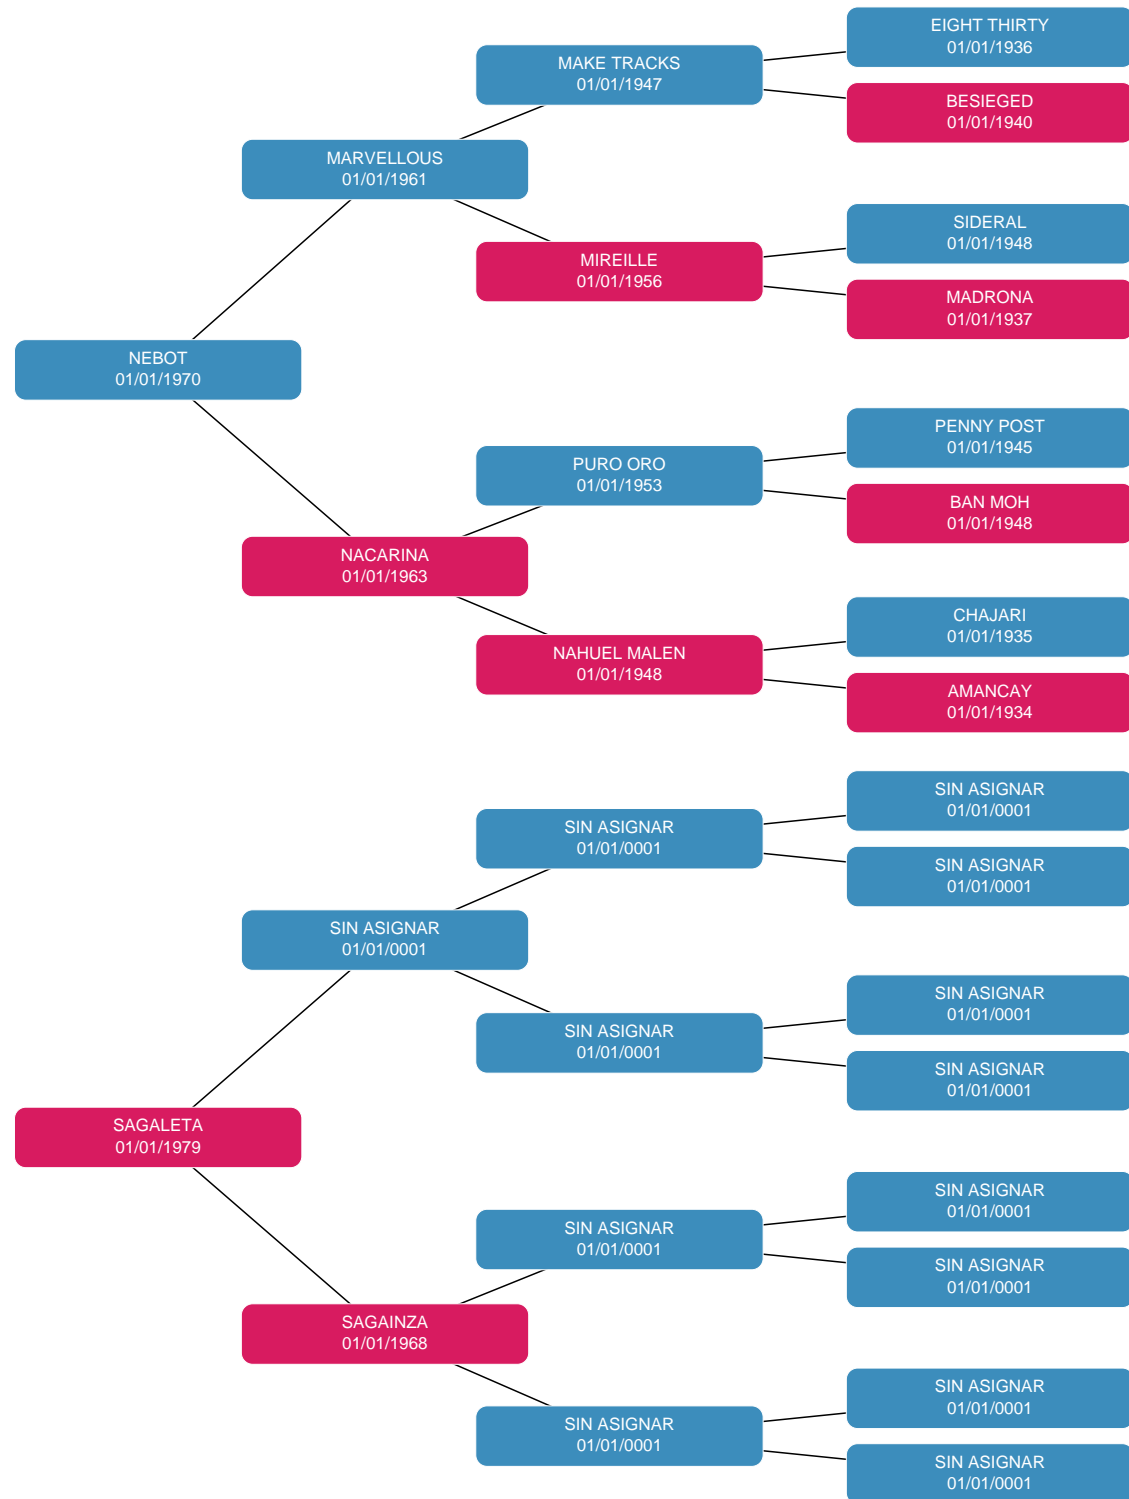 EIGHT THIRTY
01/01/1936
MAKE TRACKS
01/01/1947
BESIEGED
01/01/1940
MARVELLOUS
01/01/1961
SIDERAL
01/01/1948
MIREILLE
01/01/1956
MADRONA
01/01/1937
NEBOT
01/01/1970
PENNY POST
01/01/1945
PURO ORO
01/01/1953
BAN MOH
01/01/1948
NACARINA
01/01/1963
CHAJARI
01/01/1935
NAHUEL MALEN
01/01/1948
AMANCAY
01/01/1934
SIN ASIGNAR
01/01/0001
SIN ASIGNAR
01/01/0001
SIN ASIGNAR
01/01/0001
SIN ASIGNAR
01/01/0001
SIN ASIGNAR
01/01/0001
SIN ASIGNAR
01/01/0001
SIN ASIGNAR
01/01/0001
SAGALETA
01/01/1979
SIN ASIGNAR
01/01/0001
SIN ASIGNAR
01/01/0001
SIN ASIGNAR
01/01/0001
SAGAINZA
01/01/1968
SIN ASIGNAR
01/01/0001
SIN ASIGNAR
01/01/0001
SIN ASIGNAR
01/01/0001